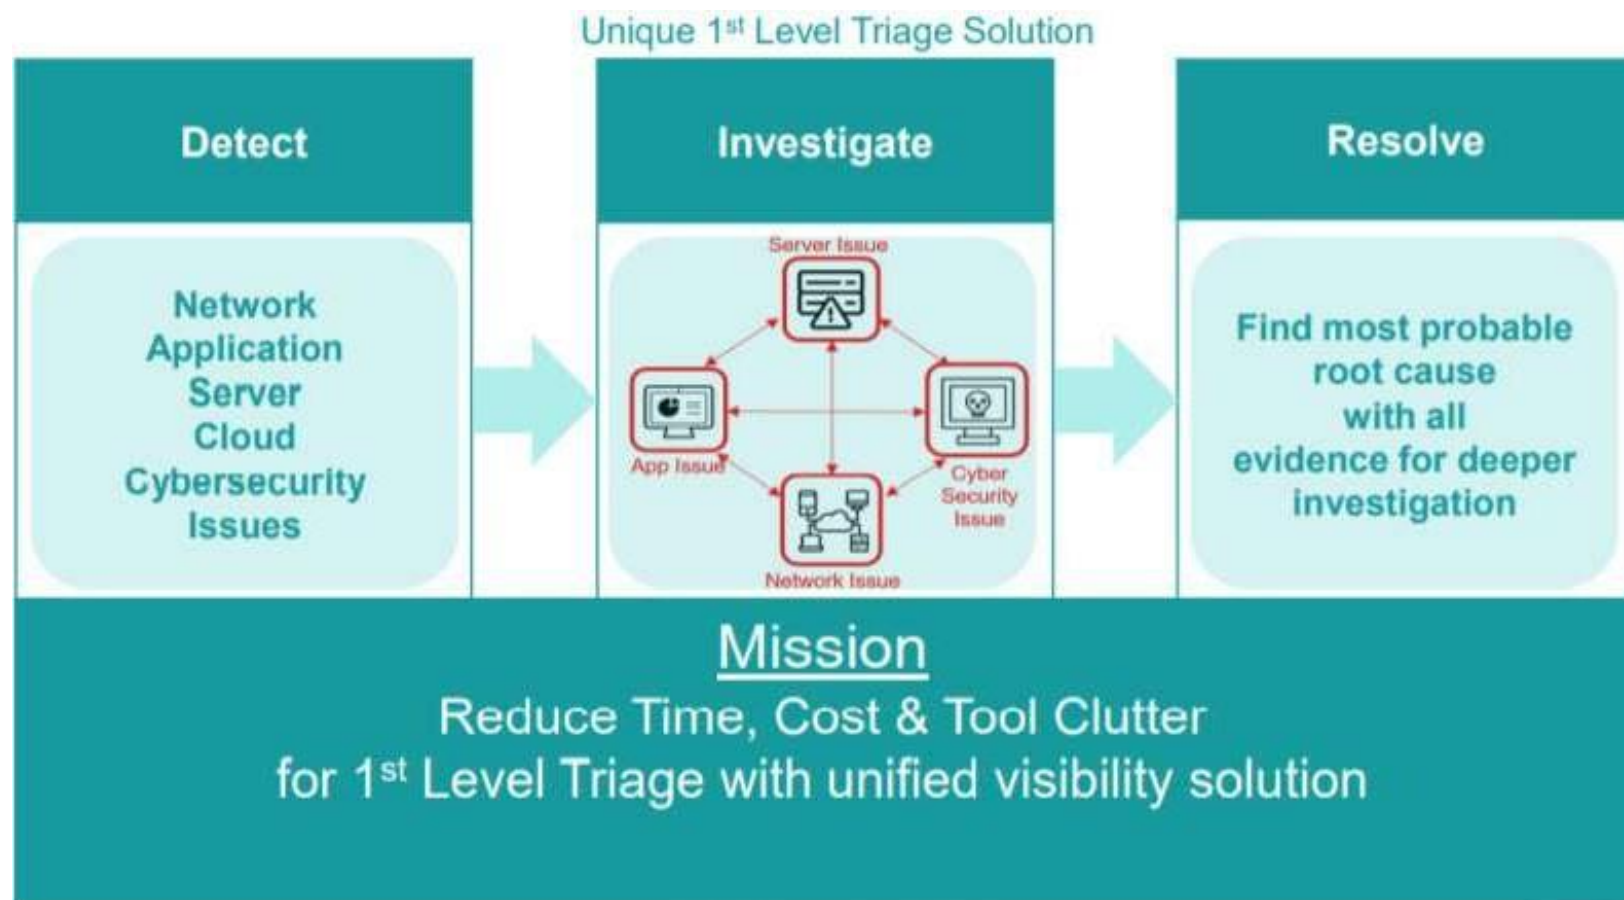 Unique 1st Level Triage Solution
Detect
Network
Application
Server
Cloud
Cybersecurity
Issues
Investigate
Server Issue
App Issue
Cyber
Security
Issue
Network Issue
Resolve
Find most probable
root cause
with all
evidence for deeper
investigation
Mission
Reduce Time, Cost & Tool Clutter
for 1st Level Triage with unified visibility solution